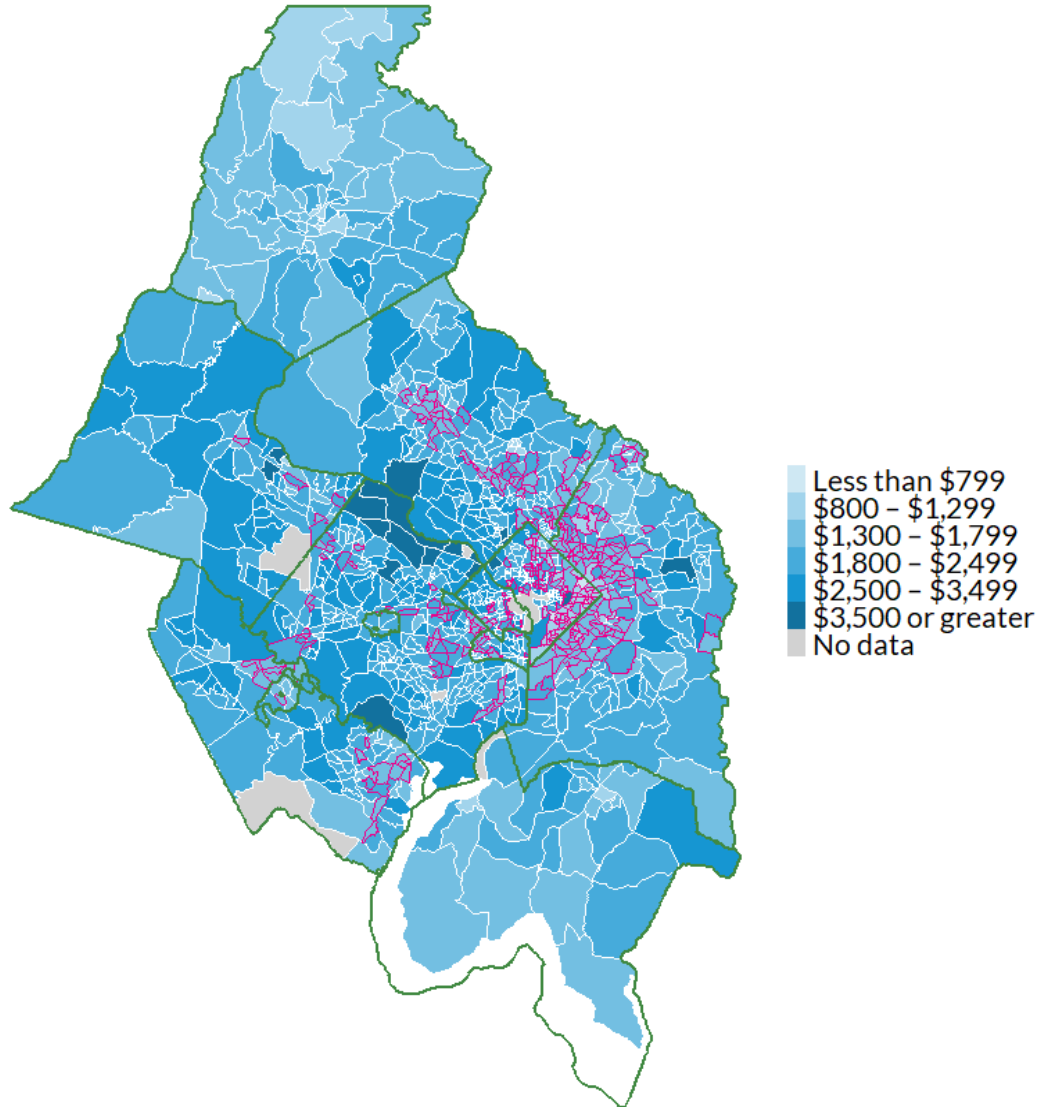 Less than $799
$800 – $1,299
$1,300 – $1,799
$1,800 – $2,499
$2,500 – $3,499
$3,500 or greater
No data